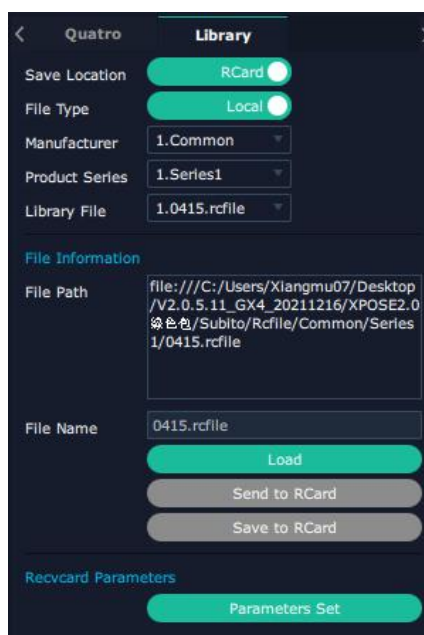 Quatro Library
Save Location RCard
File Type Local
Manufacturer 1.Common
Product Series 1.Series1
Library File 1.0415.rcfile
File Information
File Path file:///C:/Users/Xiangmu07/Desktop
/V2.0.5.11_GX4_20211216/XPOSE2.0
绿色包/Subito/Rcfile/Common/Series
1/0415.rcfile
File Name 0415.rcfile
Load
Send to RCard
Save to RCard
Recvcard Parameters
Parameters Set